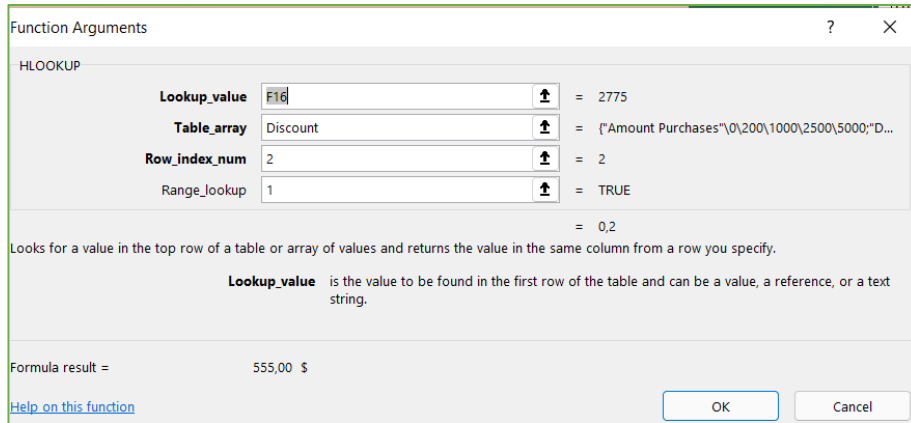 Function Arguments ? ×
HLOOKUP
Lookup_value F16 = 2775
Table_array Discount = {"Amount Purchases"\0\200\1000\2500\5000;"D...
Row_index_num 2 = 2
Range_lookup 1 = TRUE
= 0,2
Looks for a value in the top row of a table or array of values and returns the value in the same column from a row you specify.
Lookup_value is the value to be found in the first row of the table and can be a value, a reference, or a text
string.
Formula result = 555,00 $
Help on this function OK Cancel